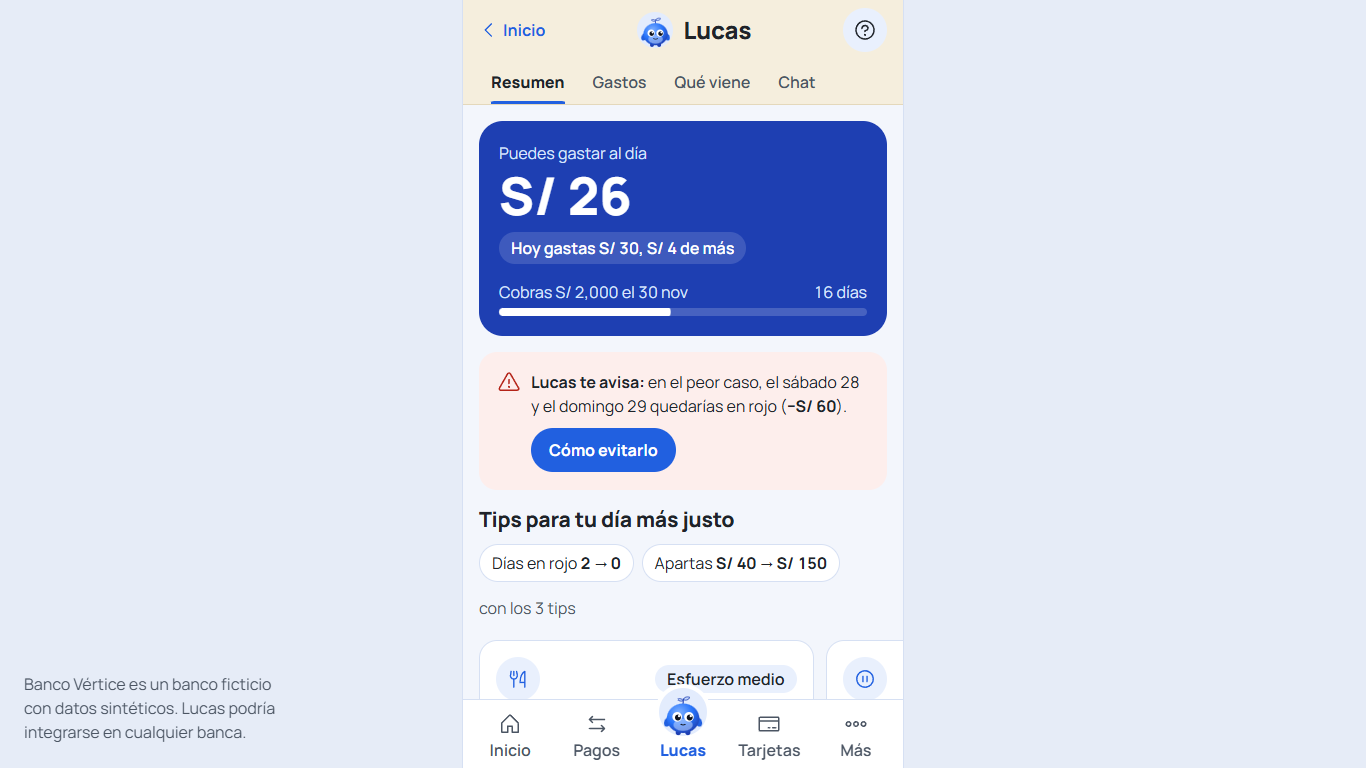 Inicio
Lucas
Resumen
Gastos
Qué viene
Chat
Puedes gastar al día
S/ 26
Hoy gastas S/ 30, S/ 4 de más
Cobras S/ 2,000 el 30 nov
16 días
Lucas te avisa: en el peor caso, el sábado 28
y el domingo 29 quedarías en rojo (−S/ 60).
Cómo evitarlo
Tips para tu día más justo
Días en rojo 2 → 0
Apartas S/ 40 → S/ 150
con los 3 tips
Esfuerzo medio
Inicio
Pagos
Lucas
Tarjetas
Más
Banco Vértice es un banco ficticio
con datos sintéticos. Lucas podría
integrarse en cualquier banca.